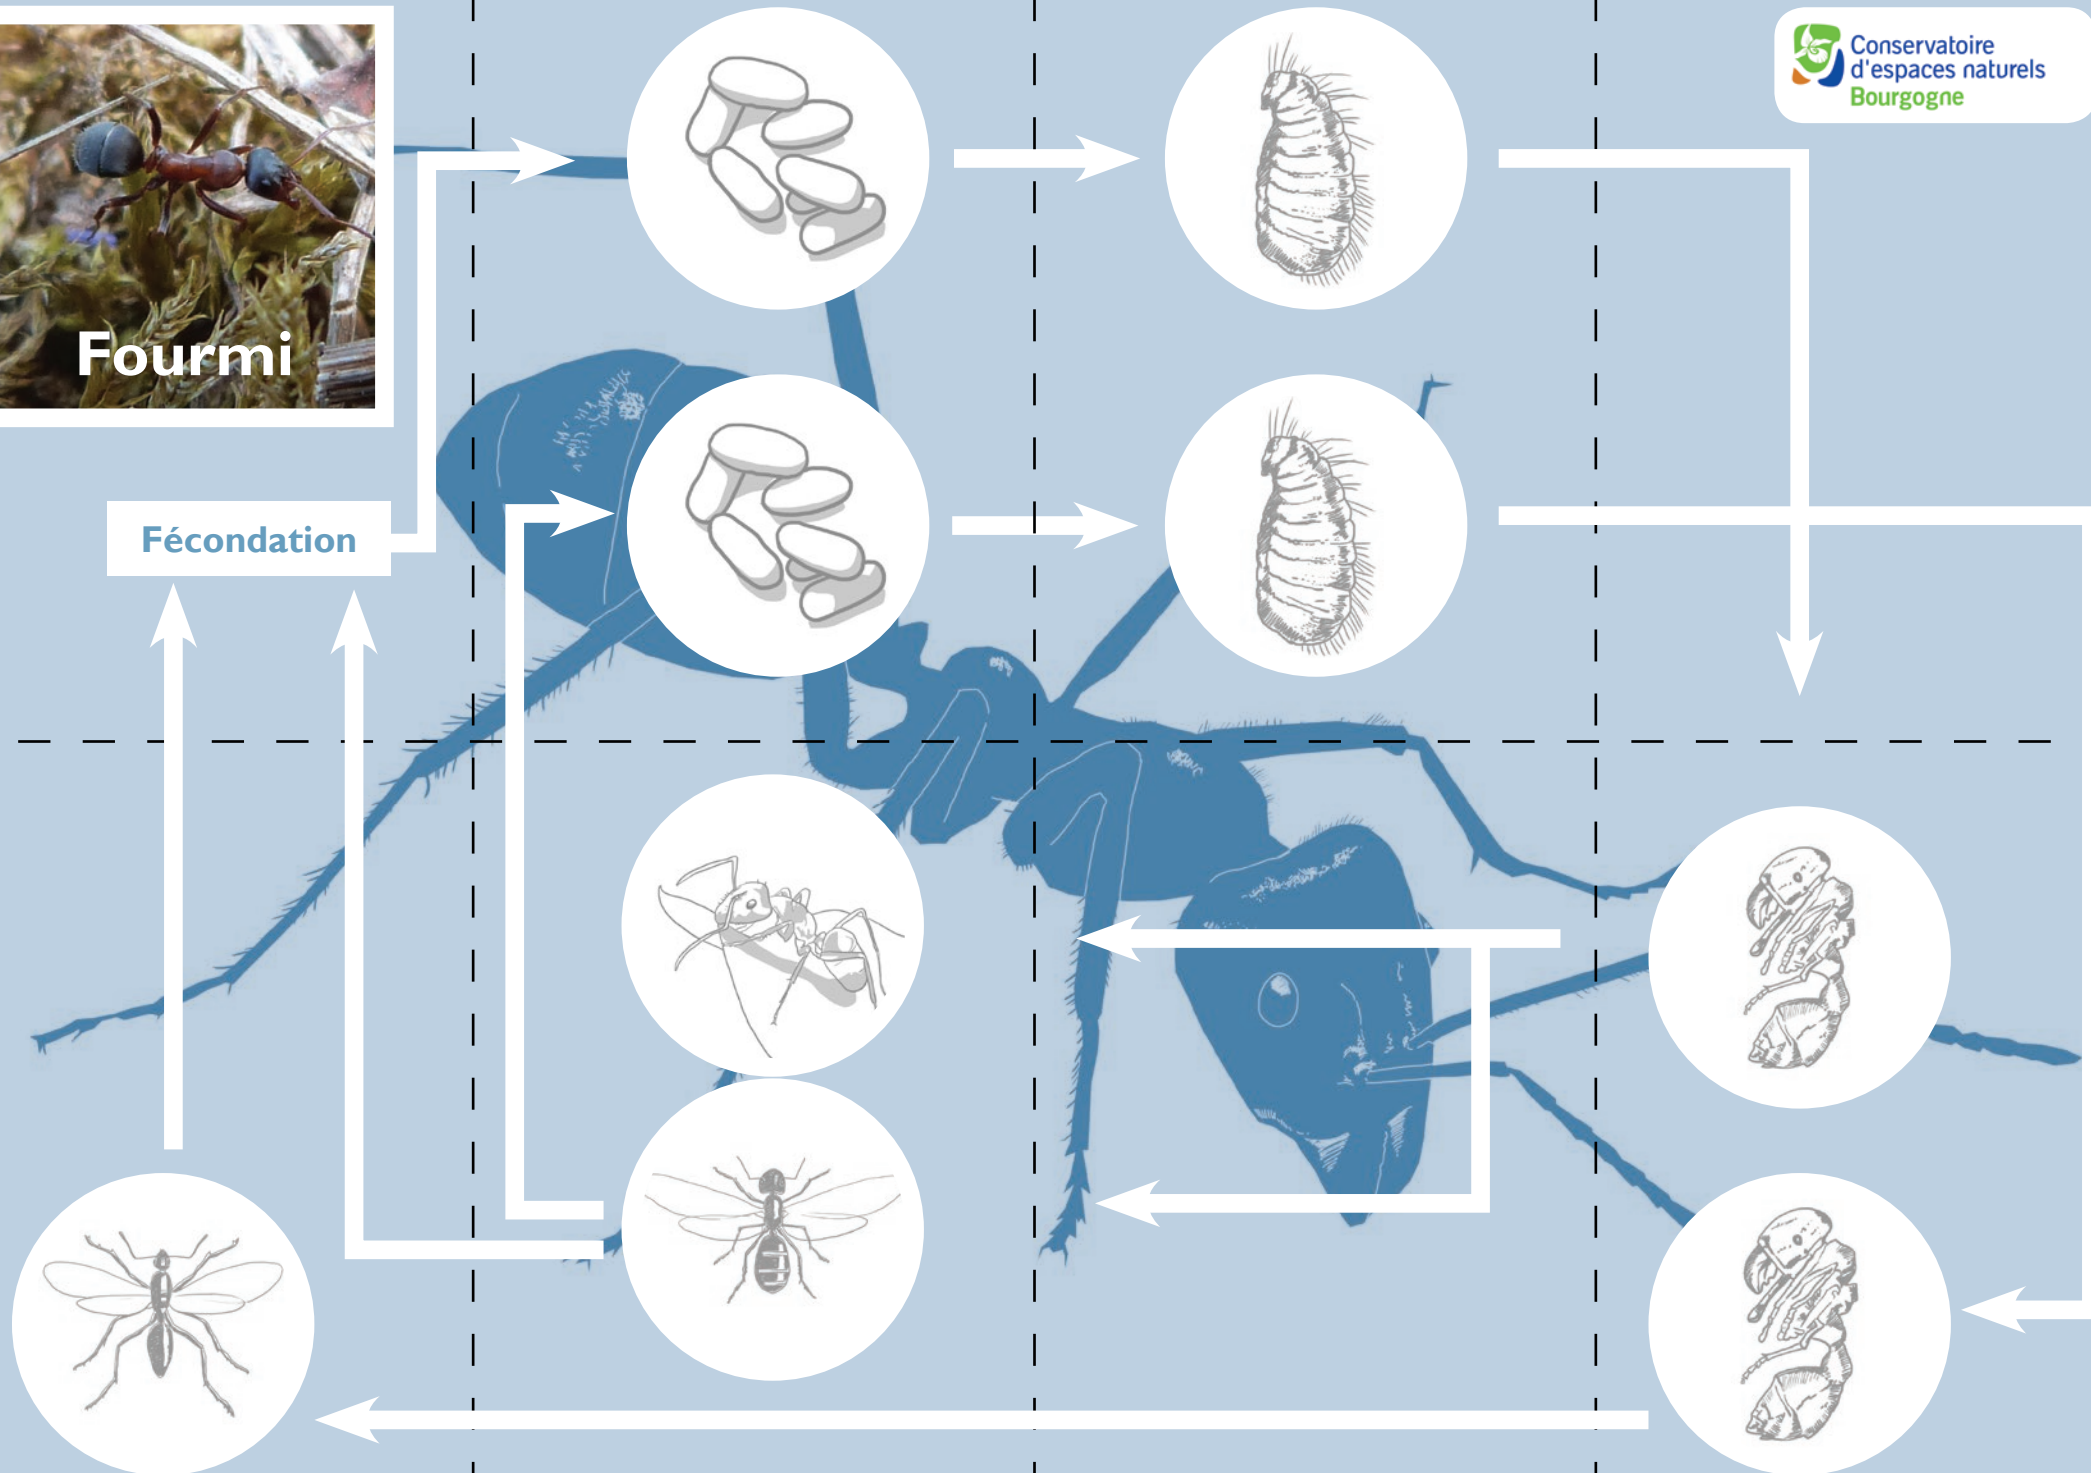 Conservatoire
d'espaces naturels
Bourgogne
Fourmi
Fécondation